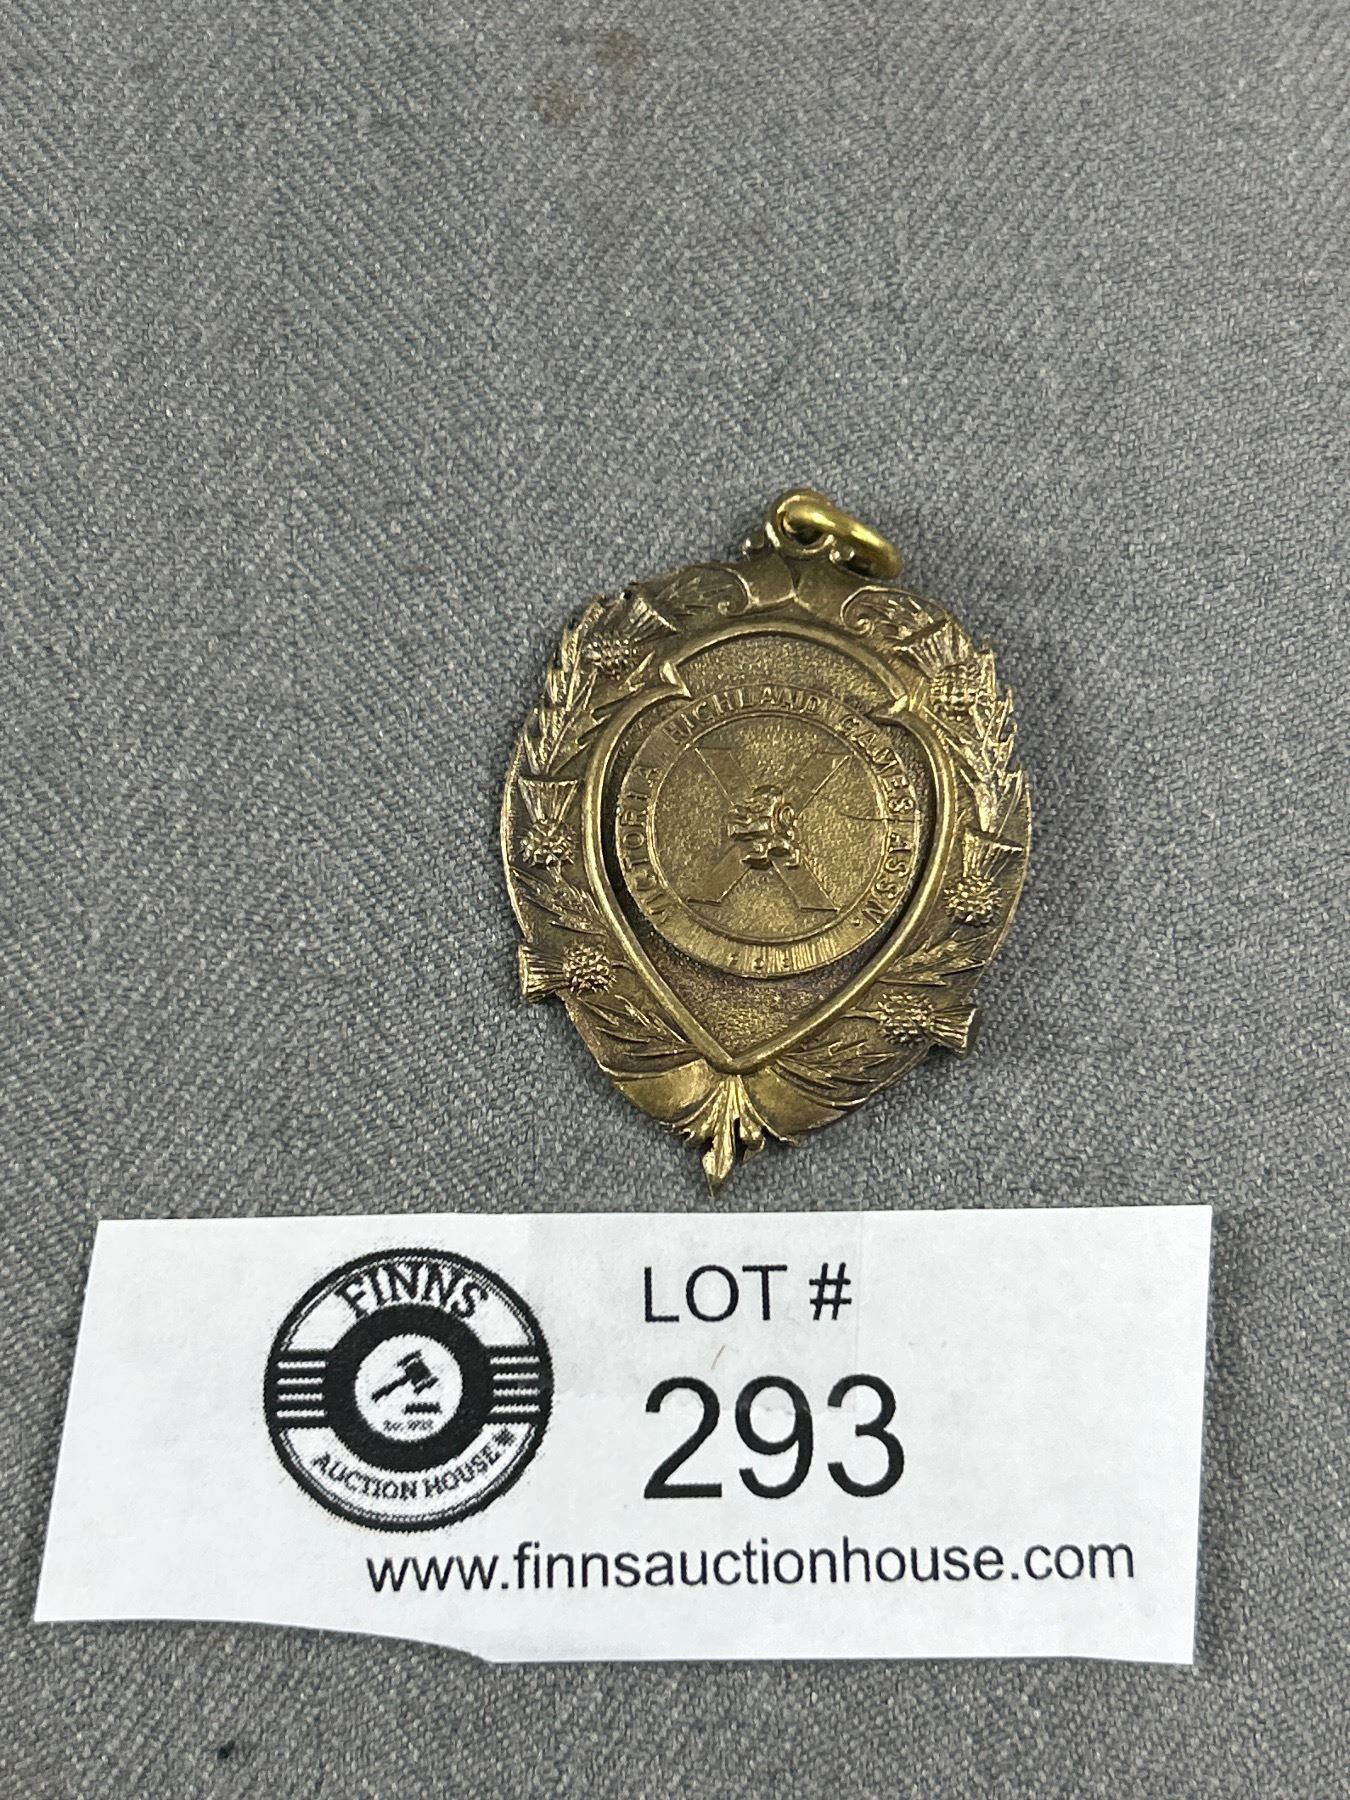 VICTORIA HIGHLAND GAMES ASSN.
FINNS
AUCTION HOUSE
LOT #
293
www.finnsauctionhouse.com